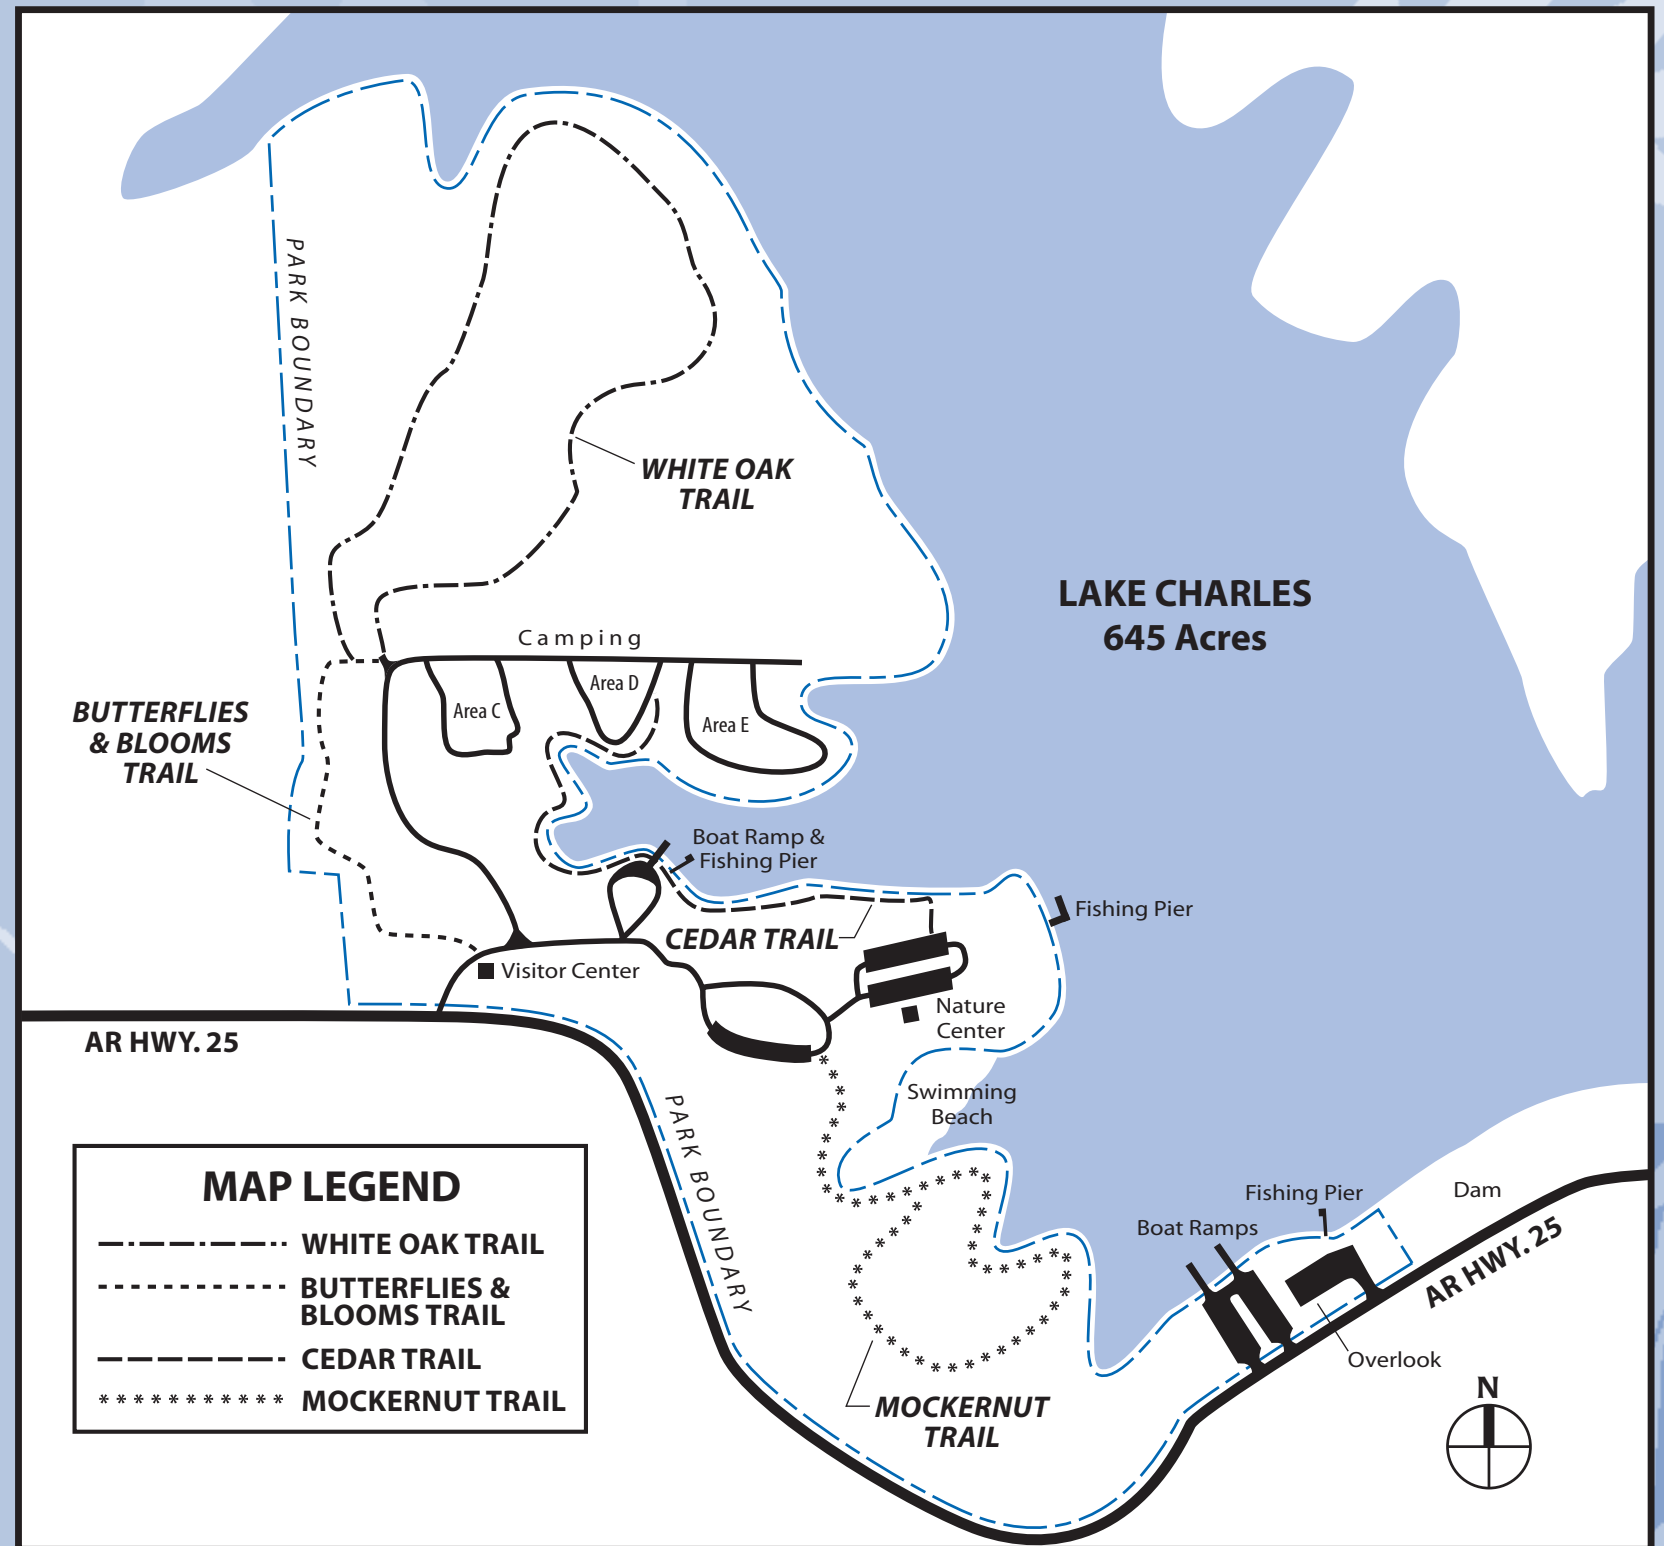 PARK BOUNDARY
WHITE OAK
TRAIL
LAKE CHARLES
645 Acres
Camping
Area C
Area D
Area E
BUTTERFLIES
& BLOOMS
TRAIL
Boat Ramp &
Fishing Pier
Fishing Pier
CEDAR TRAIL
Visitor Center
Nature
Center
AR HWY. 25
Swimming
Beach
PARK BOUNDARY
Fishing Pier
Dam
Boat Ramps
AR HWY. 25
Overlook
MOCKERNUT
TRAIL
N
MAP LEGEND
WHITE OAK TRAIL
BUTTERFLIES &
BLOOMS TRAIL
CEDAR TRAIL
MOCKERNUT TRAIL